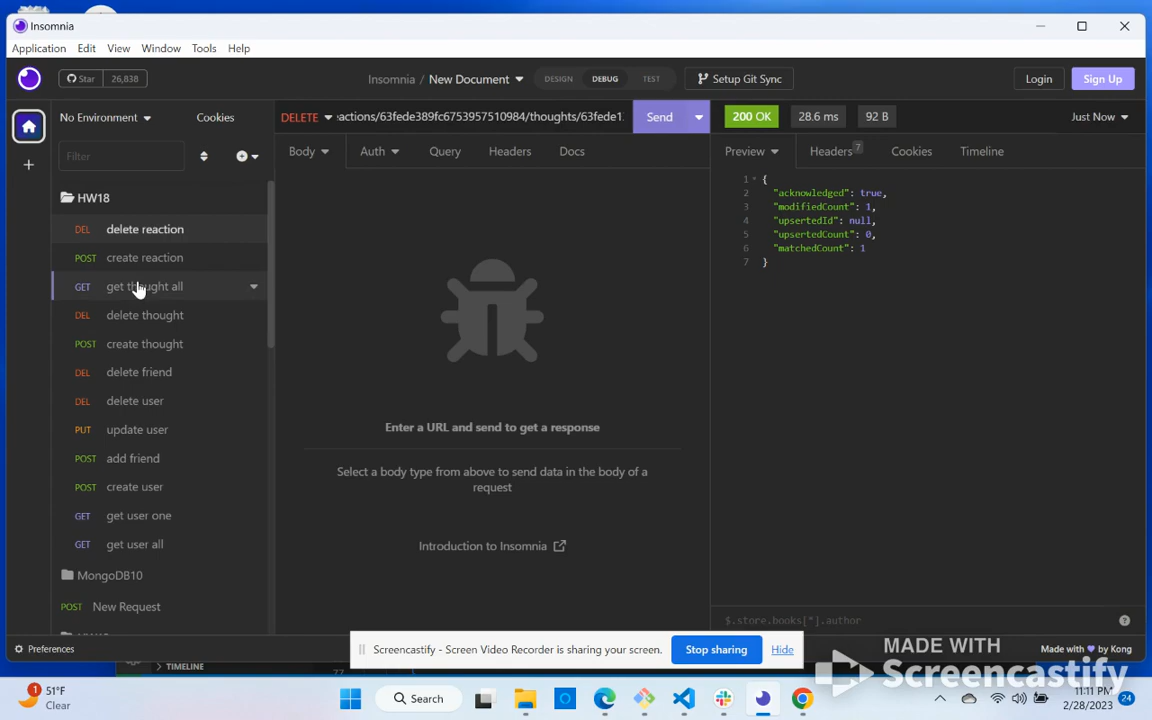 Insomnia
Application Edit View Window Tools Help
Star 26,838
Insomnia / New Document
DESIGN DEBUG TEST
Setup Git Sync
Login
Sign Up
No Environment
Cookies
Filter
HW18
DEL delete reaction
POST create reaction
GET get thought all
DEL delete thought
POST create thought
DEL delete friend
DEL delete user
PUT update user
POST add friend
POST create user
GET get user one
GET get user all
MongoDB10
POST New Request
Preferences
DELETE eactions/63fede389fc6753957510984/thoughts/63fede1
Send
Body Auth Query Headers Docs
Enter a URL and send to get a response
Select a body type from above to send data in the body of a
request
Introduction to Insomnia
200 OK 28.6 ms 92 B
Just Now
Preview Headers 7 Cookies Timeline
1 {
2 "acknowledged": true,
3 "modifiedCount": 1,
4 "upsertedId": null,
5 "upsertedCount": 0,
6 "matchedCount": 1
7 }
$.store.books[*].author
Made with by Kong
Screencastify - Screen Video Recorder is sharing your screen.
Stop sharing
Hide
TIMELINE
77
MADE WITH
Screencastify
1
51°F
Clear
Search
11:11 PM
2/28/2023
24